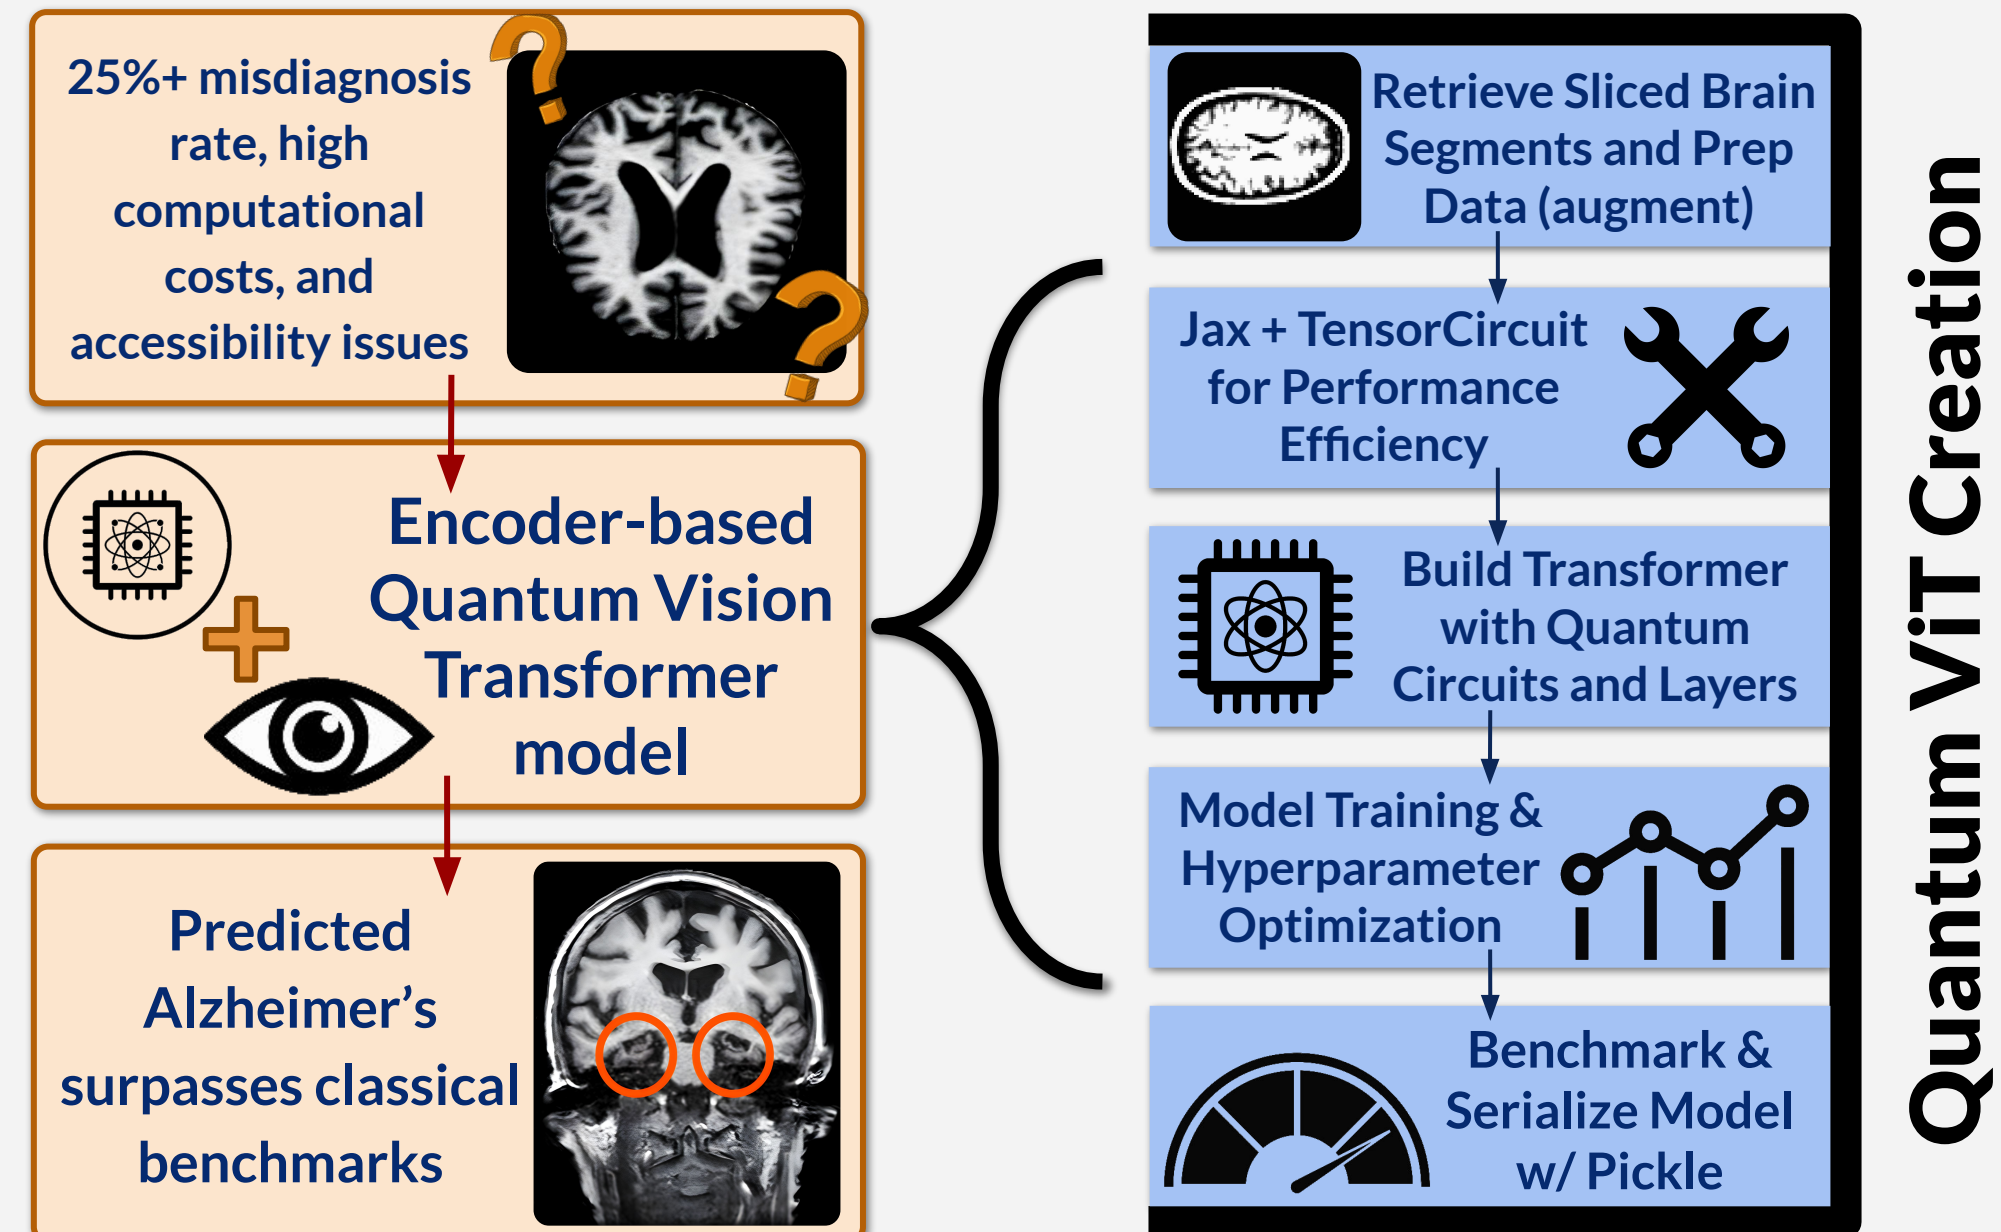 25%+ misdiagnosis
rate, high
computational
costs, and
accessibility issues
Encoder-based
Quantum Vision
Transformer
model
Predicted
Alzheimer’s
surpasses classical
benchmarks
Retrieve Sliced Brain
Segments and Prep
Data (augment)
Jax + TensorCircuit
for Performance
Efficiency
Build Transformer
with Quantum
Circuits and Layers
Model Training &
Hyperparameter
Optimization
Benchmark &
Serialize Model
w/ Pickle
Quantum ViT Creation